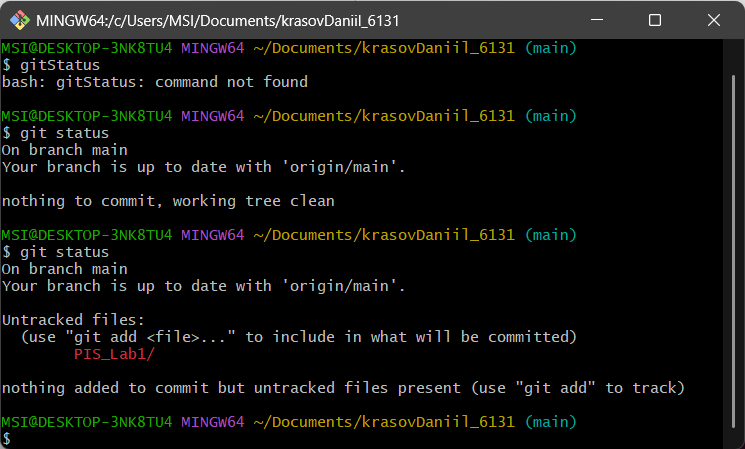 MINGW64:/c/Users/MSI/Documents/krasovDaniil_6131
MSI@DESKTOP-3NK8TU4 MINGW64 ~/Documents/krasovDaniil_6131 (main)
$ gitStatus
bash: gitStatus: command not found
MSI@DESKTOP-3NK8TU4 MINGW64 ~/Documents/krasovDaniil_6131 (main)
$ git status
On branch main
Your branch is up to date with 'origin/main'.
nothing to commit, working tree clean
MSI@DESKTOP-3NK8TU4 MINGW64 ~/Documents/krasovDaniil_6131 (main)
$ git status
On branch main
Your branch is up to date with 'origin/main'.
Untracked files:
  (use "git add <file>..." to include in what will be committed)
        PIS_Lab1/
nothing added to commit but untracked files present (use "git add" to track)
MSI@DESKTOP-3NK8TU4 MINGW64 ~/Documents/krasovDaniil_6131 (main)
$